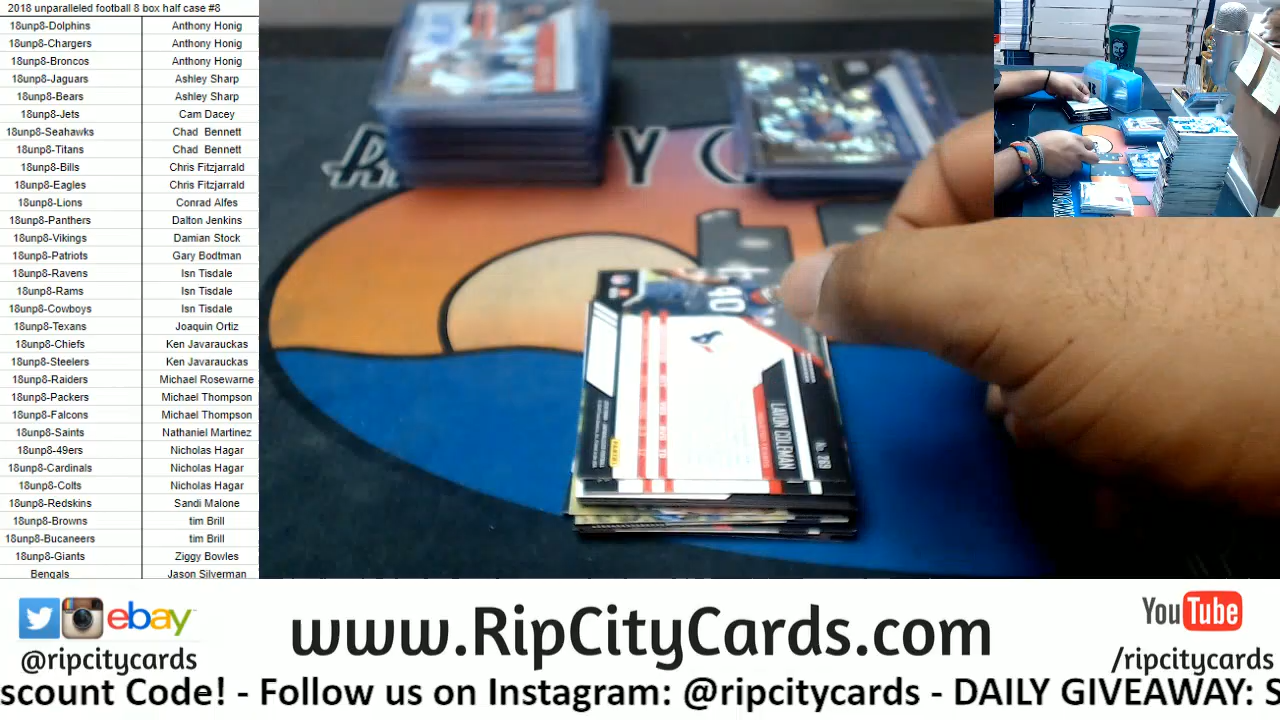 2018 unparalleled football 8 box half case #8
18unp8-Dolphins Anthony Honig
18unp8-Chargers Anthony Honig
18unp8-Broncos Anthony Honig
18unp8-Jaguars Ashley Sharp
18unp8-Bears Ashley Sharp
18unp8-Jets Cam Dacey
18unp8-Seahawks Chad Bennett
18unp8-Titans Chad Bennett
18unp8-Bills Chris Fitzjarrald
18unp8-Eagles Chris Fitzjarrald
18unp8-Lions Conrad Alfes
18unp8-Panthers Dalton Jenkins
18unp8-Vikings Damian Stock
18unp8-Patriots Gary Bodtman
18unp8-Ravens Isn Tisdale
18unp8-Rams Isn Tisdale
18unp8-Cowboys Isn Tisdale
18unp8-Texans Joaquin Ortiz
18unp8-Chiefs Ken Javarauckas
18unp8-Steelers Ken Javarauckas
18unp8-Raiders Michael Rosewarne
18unp8-Packers Michael Thompson
18unp8-Falcons Michael Thompson
18unp8-Saints Nathaniel Martinez
18unp8-49ers Nicholas Hagar
18unp8-Cardinals Nicholas Hagar
18unp8-Colts Nicholas Hagar
18unp8-Redskins Sandi Malone
18unp8-Browns tim Brill
18unp8-Bucaneers tim Brill
18unp8-Giants Ziggy Bowles
Bengals Jason Silverman
Y C
40
LAVON COLEMAN
No. 269
ebay
@ripcitycards
www.RipCityCards.com
YouTube
/ripcitycards
scount Code! - Follow us on Instagram: @ripcitycards - DAILY GIVEAWAY: S